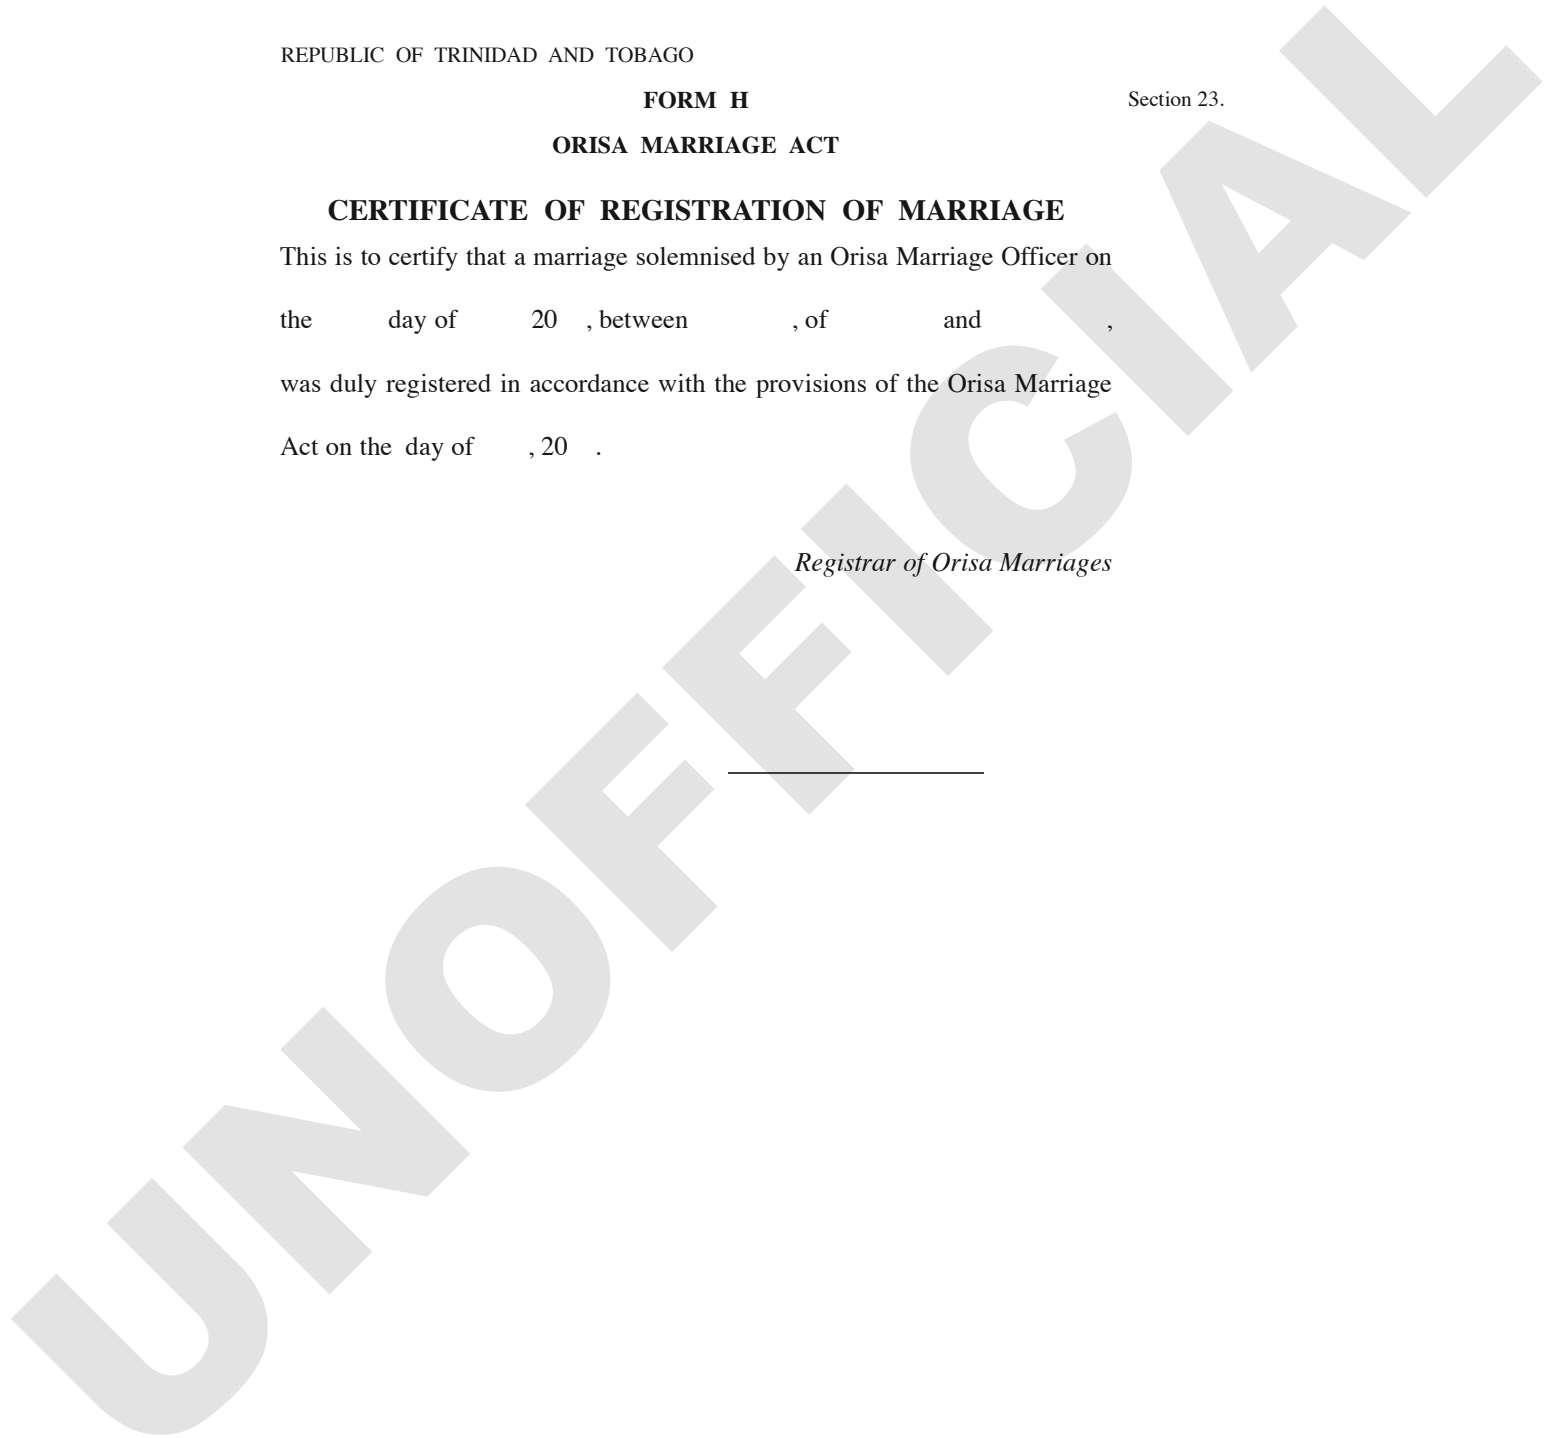 REPUBLIC OF TRINIDAD AND TOBAGO
FORM H
Section 23.
ORISA MARRIAGE ACT
CERTIFICATE OF REGISTRATION OF MARRIAGE
This is to certify that a marriage solemnised by an Orisa Marriage Officer on
the day of 20 , between , of and ,
was duly registered in accordance with the provisions of the Orisa Marriage
Act on the day of , 20 .
Registrar of Orisa Marriages
UNOFFICIAL